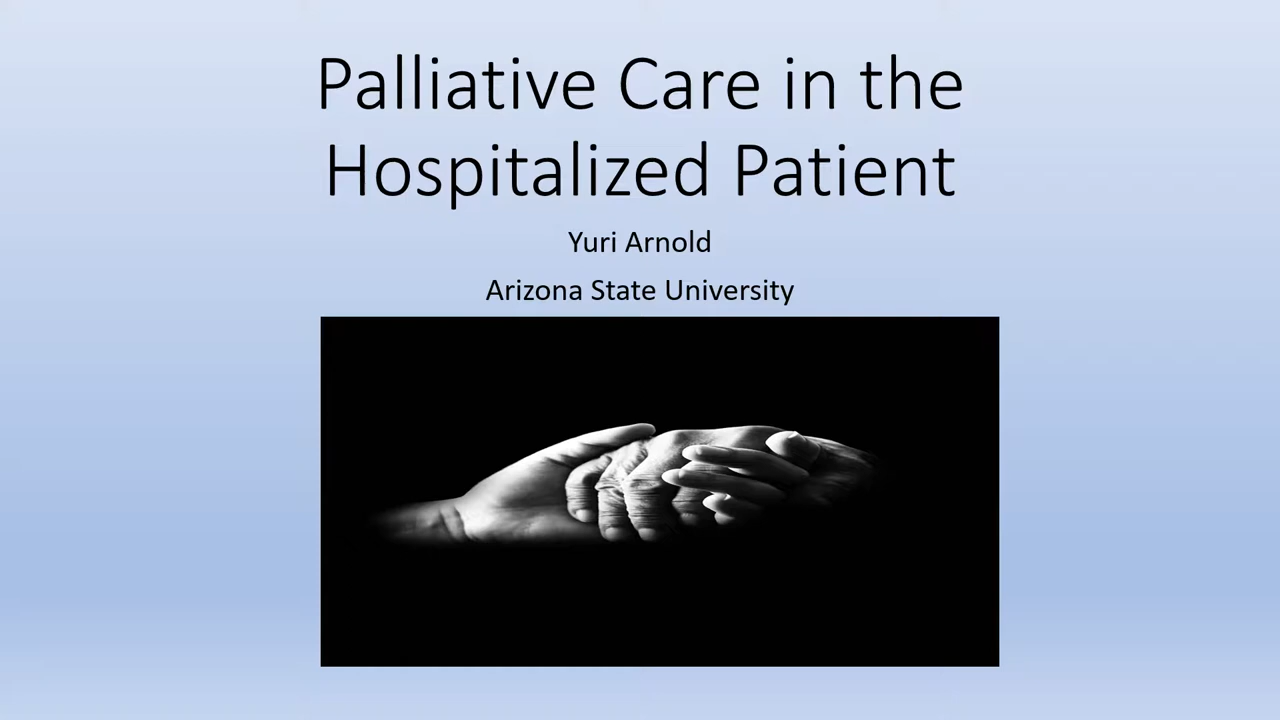 Palliative Care in the
Hospitalized Patient
Yuri Arnold
Arizona State University